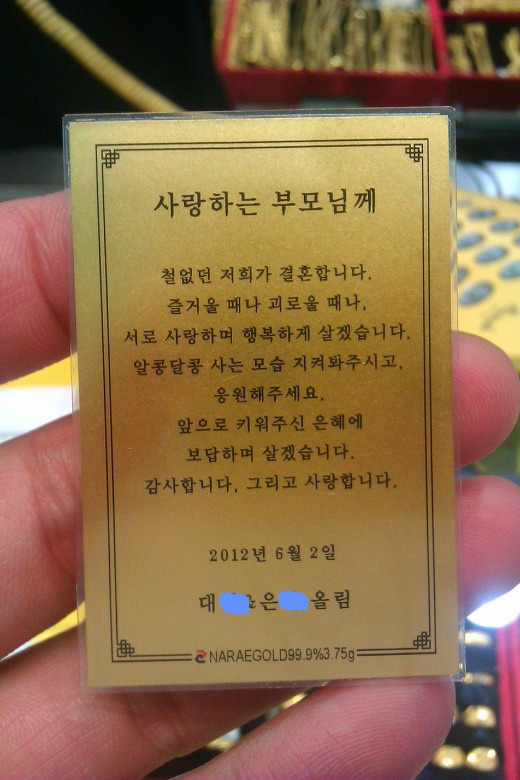 사랑하는 부모님께
철없던 저희가 결혼합니다.
즐거울 때나 괴로울 때나,
서로 사랑하며 행복하게 살겠습니다.
알콩달콩 사는 모습 지켜봐주시고,
응원해주세요.
앞으로 키워주신 은혜에
보답하며 살겠습니다.
감사합니다, 그리고 사랑합니다.
2012년 6월 2일
대 & 은 올림
NARAEGOLD99.9%3.75g